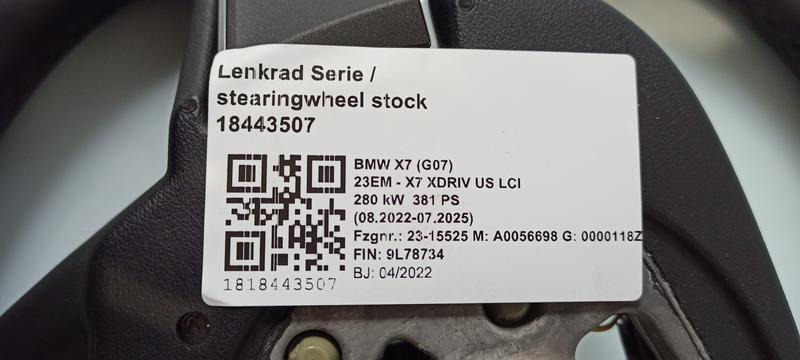 Lenkrad Serie /
stearingwheel stock
18443507
BMW X7 (G07)
23EM - X7 XDRIV US LCI
280 kW 381 PS
(08.2022-07.2025)
Fzgnr.: 23-15525 M: A0056698 G: 0000118Z
FIN: 9L78734
BJ: 04/2022
1818443507